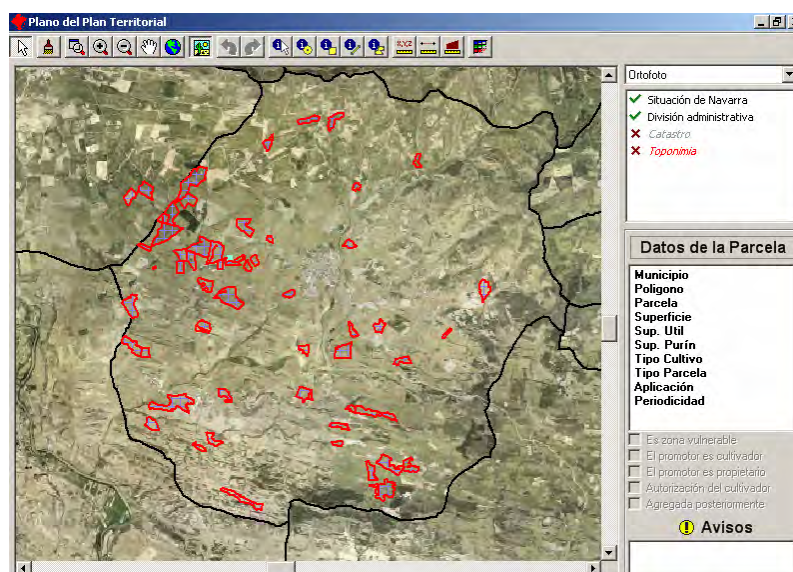 Plano del Plan Territorial
XYZ
Ortofoto
Situación de Navarra
División administrativa
Catastro
Toponimia
Datos de la Parcela
Municipio
Poligono
Parcela
Superficie
Sup. Util
Sup. Purín
Tipo Cultivo
Tipo Parcela
Aplicación
Periodicidad
Es zona vulnerable
El promotor es cultivador
El promotor es propietario
Autorización del cultivador
Agregada posteriormente
Avisos